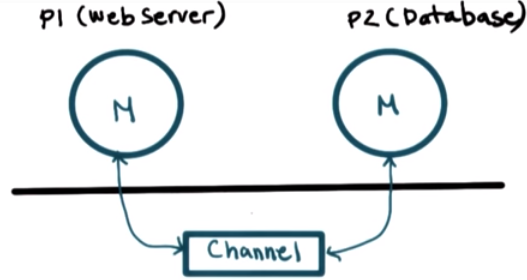 P1 (Web Server)
P2 (Database)
M
M
Channel